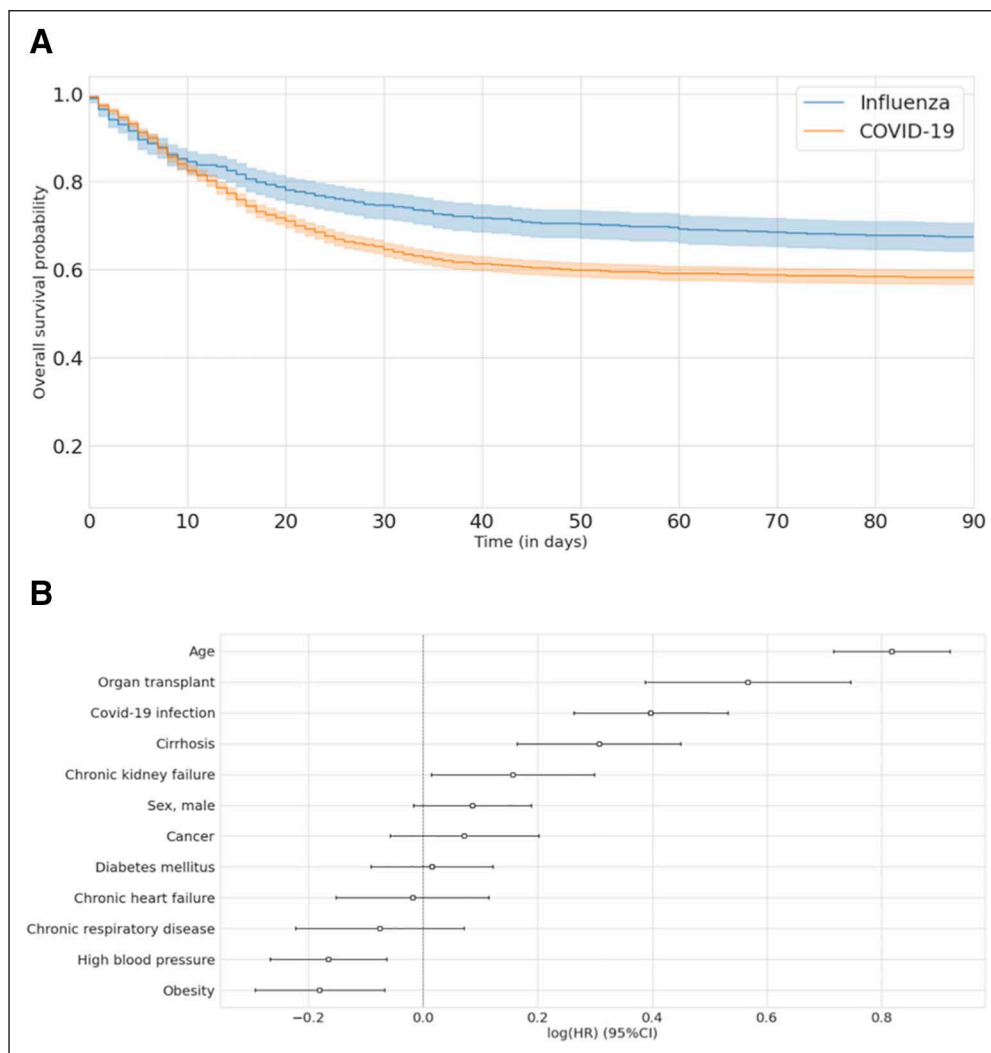 A
1.0
0.8
0.6
0.4
0.2
Overall survival probability
Influenza
COVID-19
0 10 20 30 40 50 60 70 80 90
Time (in days)
B
Age
Organ transplant
Covid-19 infection
Cirrhosis
Chronic kidney failure
Sex, male
Cancer
Diabetes mellitus
Chronic heart failure
Chronic respiratory disease
High blood pressure
Obesity
−0.2 0.0 0.2 0.4 0.6 0.8
log(HR) (95%CI)